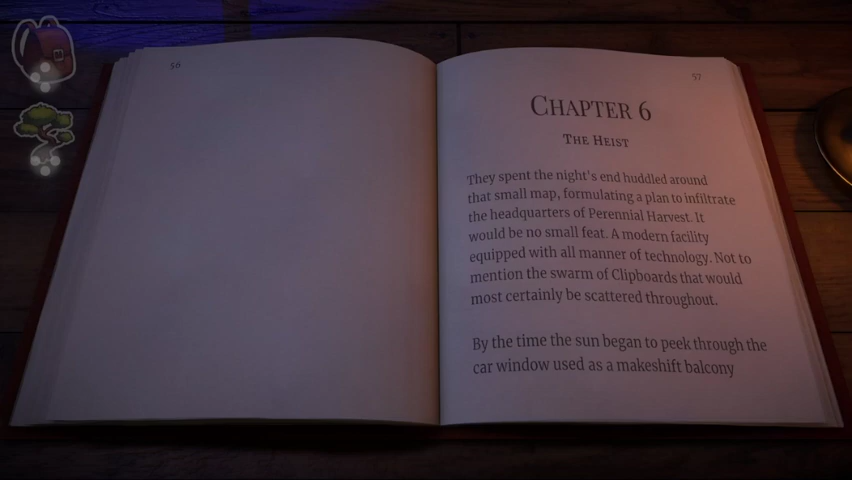 56
57
Chapter 6
The Heist
They spent the night's end huddled around
that small map, formulating a plan to infiltrate
the headquarters of Perennial Harvest. It
would be no small feat. A modern facility
equipped with all manner of technology. Not to
mention the swarm of Clipboards that would
most certainly be scattered throughout.
By the time the sun began to peek through the
car window used as a makeshift balcony